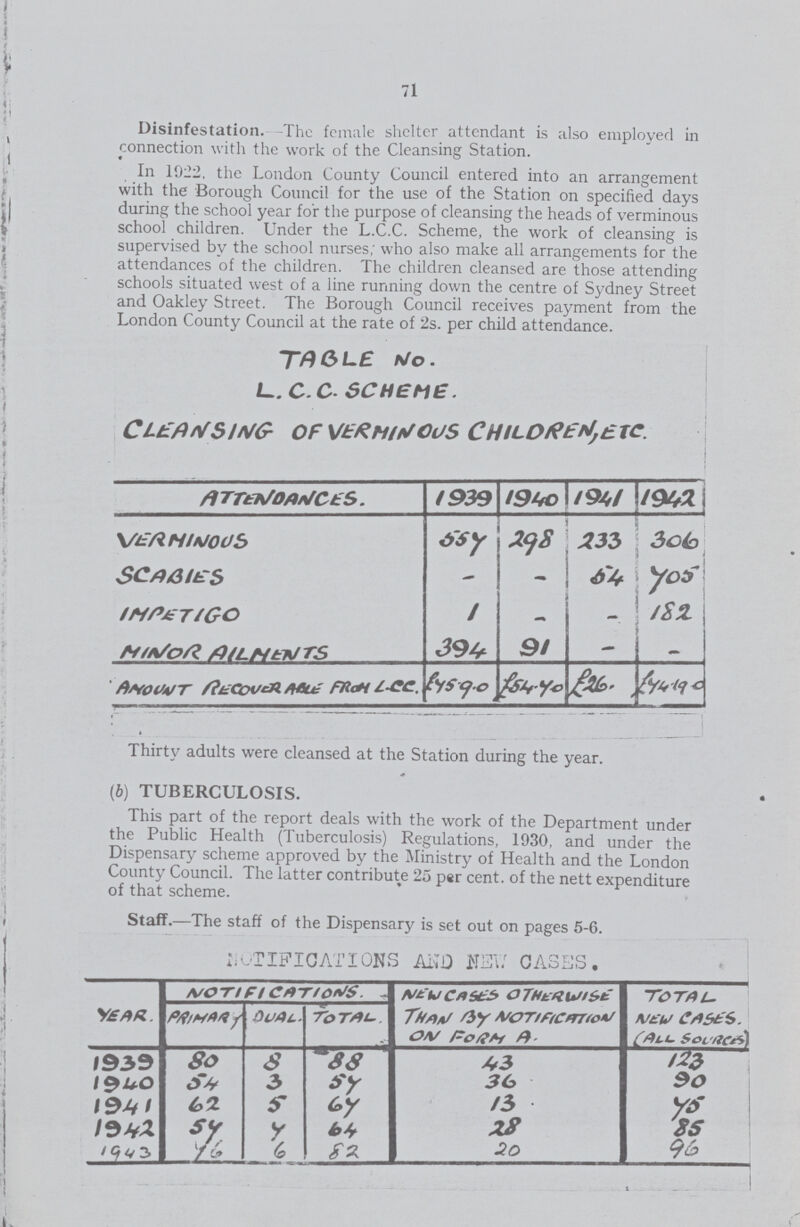 71
Disinfestation.—The female shelter attendant is also employed in
connection with the work of the Cleansing Station.
In 1922, the London County Council entered into an arrangement
with the Borough Council for the use of the Station on specified days
during the school year for the purpose of cleansing the heads of verminous
school children. Under the L.C.C. Scheme, the work of cleansing is
supervised by the school nurses, who also make all arrangements for the
attendances of the children. The children cleansed are those attending
schools situated west of a line running down the centre of Sydney Street
and Oakley Street. The Borough Council receives payment from the
London County Council at the rate of 2s. per child attendance.
TABLE No.
L.C.C. SCHEME.
CLEANSING OF VERMINOUS CHILDREN, ETC.
ATTENDANCES. 1939 1940 1941 1942
VERMINOUS 557 298 233 306
SCABIES - - 54 705
IMPETIGO 1 - - 182
MINOR AILMENTS 394 91 - -
AMOUNT RECOVERABLE FROM L.C.C. £75.9.0 £54.7.0 £26. £74.19.0
Thirty adults were cleansed at the Station during the year.
(b) TUBERCULOSIS.
This part of the report deals with the work of the Department under
the Public Health (Tuberculosis) Regulations, 1930, and under the
Dispensary scheme approved by the Ministry of Health and the London
County Council. The latter contribute 25 per cent. of the nett expenditure
of that scheme.
Staff.—The staff of the Dispensary is set out on pages 5-6.
NOTIFICATIONS AND NEW CASES.
YEAR. NOTIFICATIONS. NEW CASES OTHERWISE TOTAL
PRIMARY DUAL. TOTAL. THAN BY NOTIFICATION NEW CASES.
ON FORM A. (ALL SOURCES)
1939 80 8 88 43 123
1940 54 3 57 36 90
1941 62 5 67 13 75
1942 57 7 64 28 85
1943 76 6 82 20 96